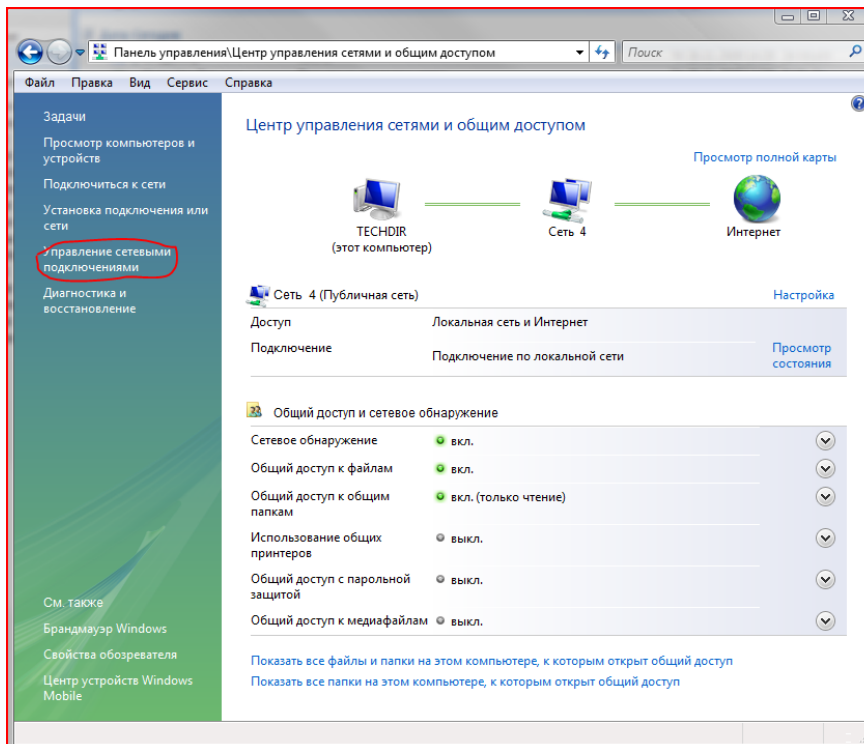 Панель управления\Центр управления сетями и общим доступом
Поиск
Файл Правка Вид Сервис Справка
Задачи
Просмотр компьютеров и
устройств
Подключиться к сети
Установка подключения или
сети
Управление сетевыми
подключениями
Диагностика и
восстановление
См. также
Брандмауэр Windows
Свойства обозревателя
Центр устройств Windows
Mobile
Центр управления сетями и общим доступом
Просмотр полной карты
TECHDIR
(этот компьютер)
Сеть 4
Интернет
Сеть 4 (Публичная сеть)
Настройка
Доступ
Локальная сеть и Интернет
Подключение
Подключение по локальной сети
Просмотр
состояния
Общий доступ и сетевое обнаружение
Сетевое обнаружение
вкл.
Общий доступ к файлам
вкл.
Общий доступ к общим
папкам
вкл. (только чтение)
Использование общих
принтеров
выкл.
Общий доступ с парольной
защитой
выкл.
Общий доступ к медиафайлам
выкл.
Показать все файлы и папки на этом компьютере, к которым открыт общий доступ
Показать все папки на этом компьютере, к которым открыт общий доступ